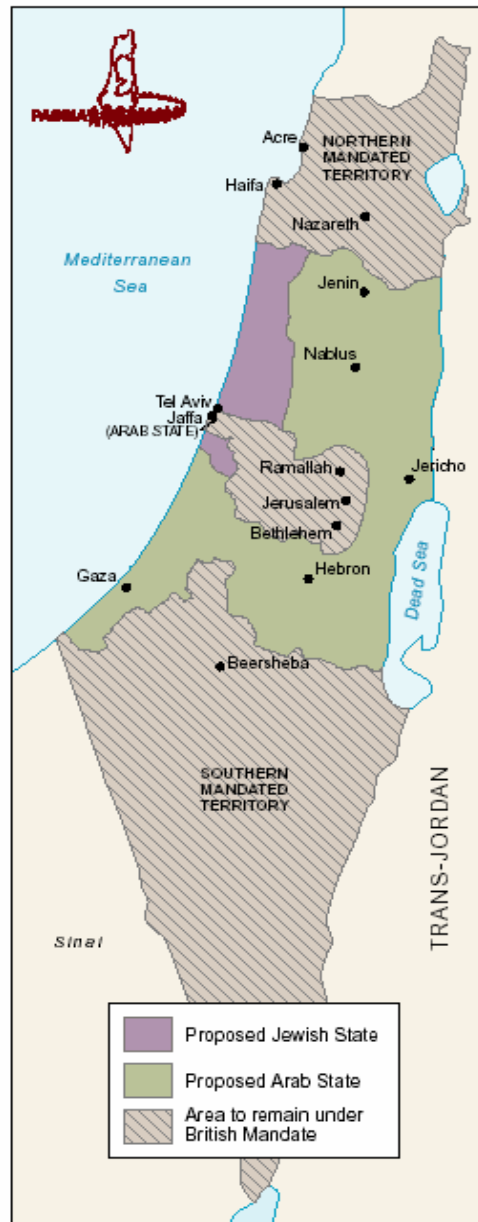 PASSIA
Acre
NORTHERN
MANDATED
TERRITORY
Haifa
Nazareth
Mediterranean
Sea
Jenin
Nablus
Tel Aviv
Jaffa
(ARAB STATE)
Ramallah
Jericho
Jerusalem
Bethlehem
Gaza
Hebron
Dead Sea
Beersheba
SOUTHERN
MANDATED
TERRITORY
TRANS-JORDAN
Sinai
Proposed Jewish State
Proposed Arab State
Area to remain under
British Mandate